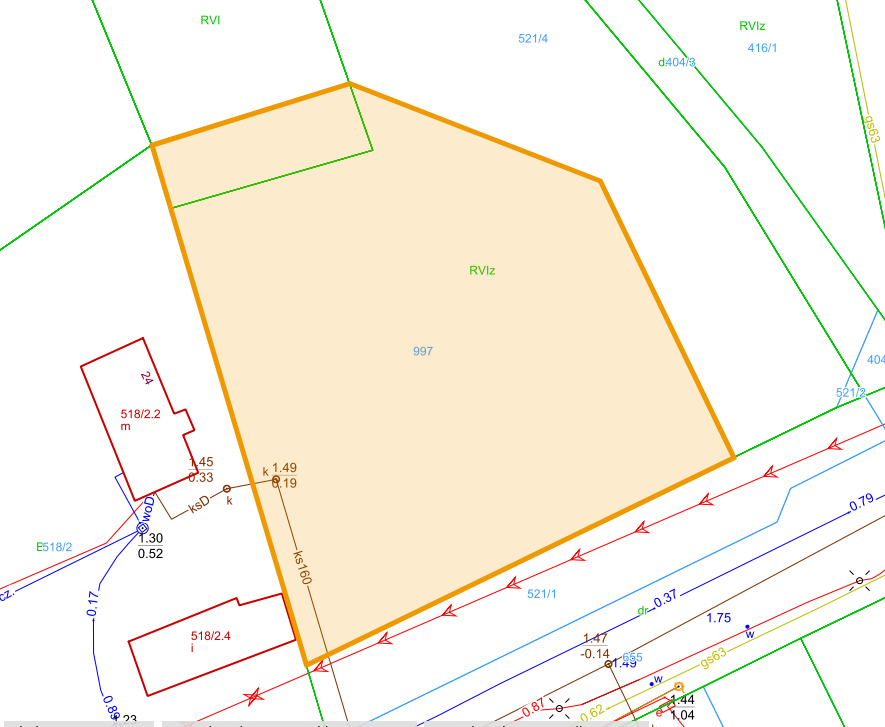 RVI
521/4
RVIz
416/1
d404/3
gs63
RVIz
997
404
521/2
24
518/2.2
m
1.45
0.33
k
1.49
0.19
k
ksD
woD
1.30
0.52
E518/2
cz.
0.17
ks160
0.79
521/1
dr
0.37
1.75
w
518/2.4
i
1.47
-0.14
655
1.49
gs63
w
0.87
0.62
1.44
1.04
e
0.89
1.23